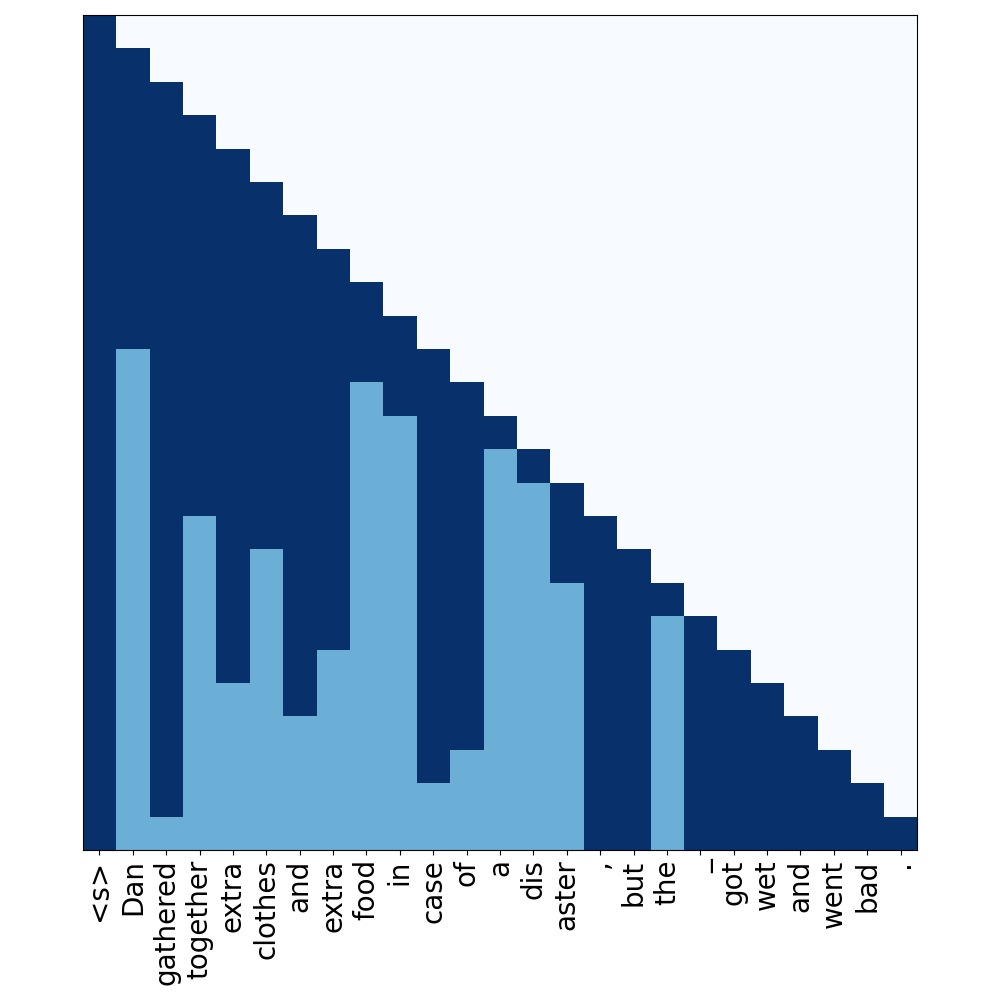 <s> Dan gathered together extra clothes and extra food in case of a dis aster , but the _ got wet and went bad .